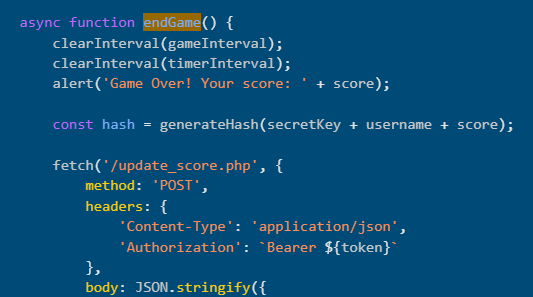 async function endGame() {
clearInterval(gameInterval);
clearInterval(timerInterval);
alert('Game Over! Your score: ' + score);
const hash = generateHash(secretKey + username + score);
fetch('/update_score.php', {
method: 'POST',
headers: {
'Content-Type': 'application/json',
'Authorization': `Bearer ${token}`
},
body: JSON.stringify({